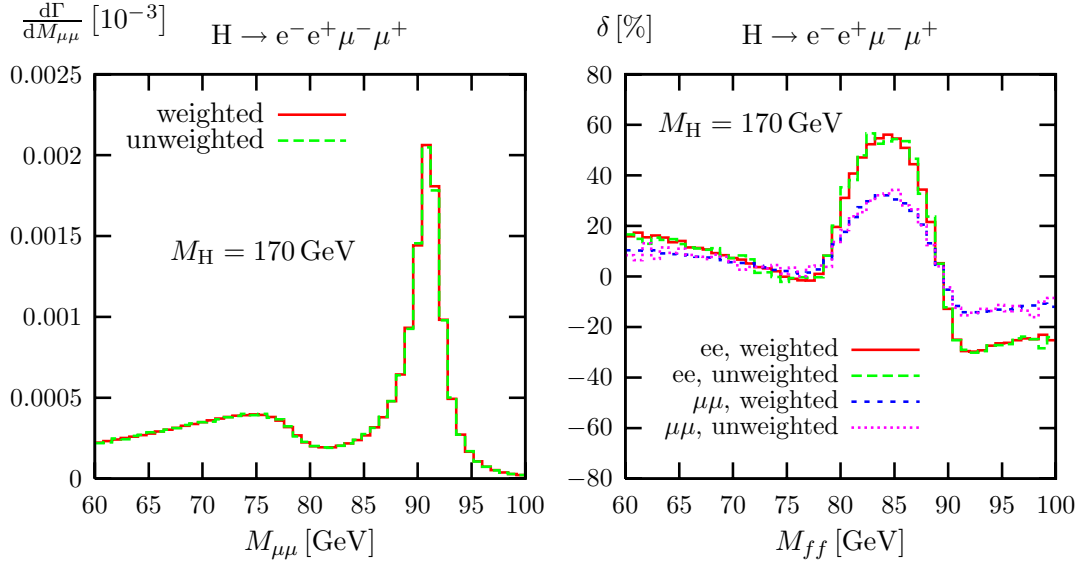 dΓ/dM_μμ [10⁻³]
H → e⁻e⁺μ⁻μ⁺
0.0025
0.002
0.0015
0.001
0.0005
0
weighted
unweighted
M_H = 170 GeV
60 65 70 75 80 85 90 95 100
M_μμ [GeV]
δ [%]
H → e⁻e⁺μ⁻μ⁺
80
60
40
20
0
−20
−40
−60
−80
M_H = 170 GeV
ee, weighted
ee, unweighted
μμ, weighted
μμ, unweighted
60 65 70 75 80 85 90 95 100
M_ff [GeV]